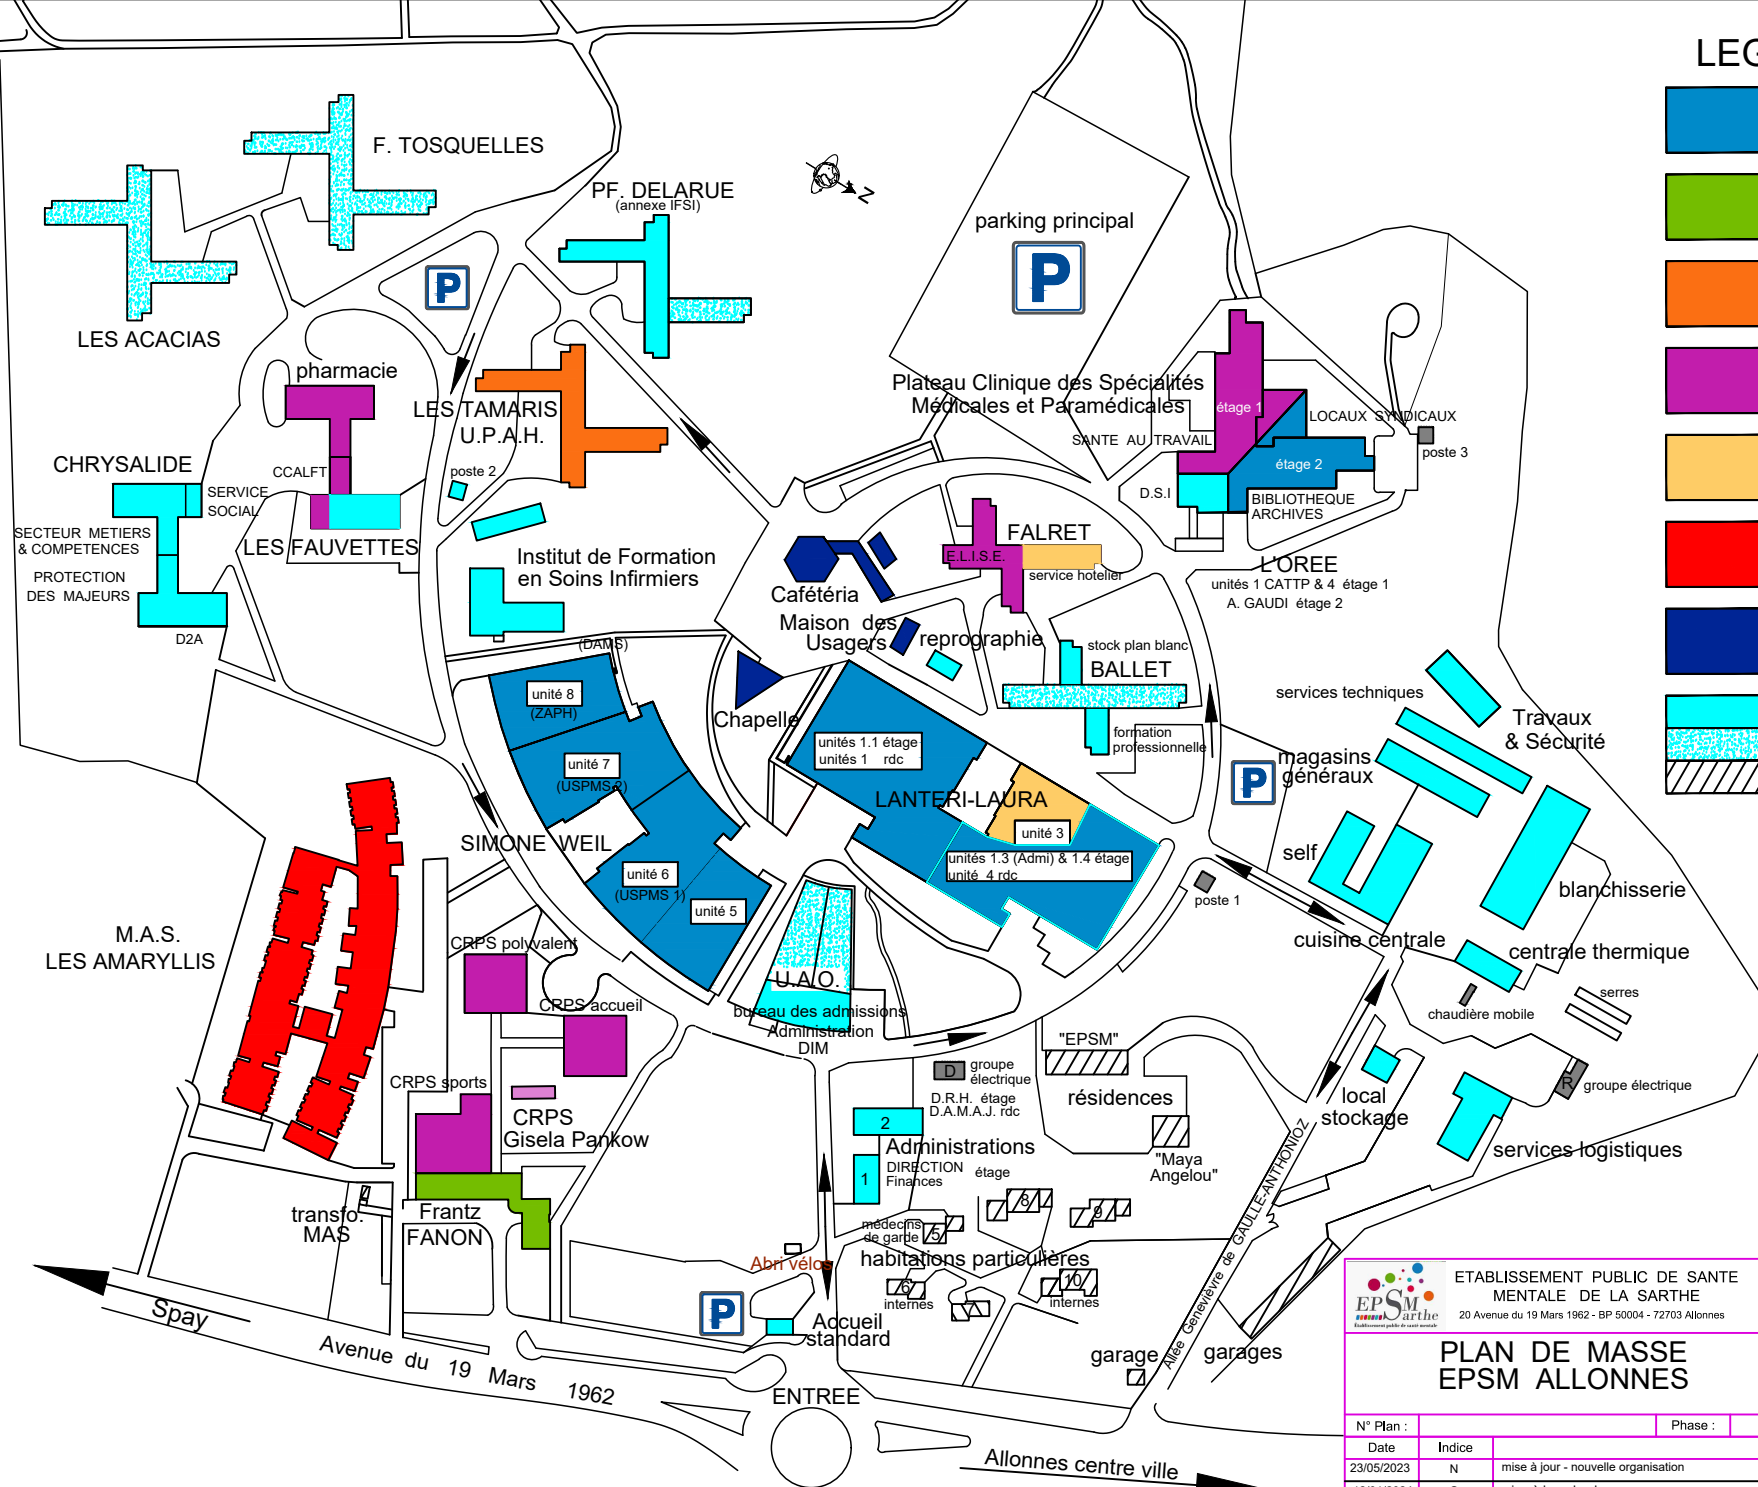 LEG
F. TOSQUELLES
PF. DELARUE
(annexe IFSI)
N
parking principal
P
P
LES ACACIAS
pharmacie
LES TAMARIS
U.P.A.H.
Plateau Clinique des Spécialités
Médicales et Paramédicales
étage 1
LOCAUX SYNDICAUX
SANTE AU TRAVAIL
poste 3
étage 2
CHRYSALIDE
CCALFT
poste 2
SERVICE
SOCIAL
D.S.I
BIBLIOTHEQUE
ARCHIVES
SECTEUR METIERS
& COMPETENCES
LES FAUVETTES
PROTECTION
DES MAJEURS
D2A
Institut de Formation
en Soins Infirmiers
FALRET
E.L.I.S.E.
service hotelier
L'OREE
unités 1 CATTP & 4 étage 1
A. GAUDI étage 2
Cafétéria
Maison des
Usagers
reprographie
(DAMS)
stock plan blanc
BALLET
formation
professionnelle
services techniques
Travaux
& Sécurité
unité 8
(ZAPH)
Chapelle
unités 1.1 étage
unités 1 rdc
unité 7
(USPMS 2)
magasins
généraux
P
LANTERI-LAURA
unité 3
SIMONE WEIL
unités 1.3 (Admi) & 1.4 étage
unité 4 rdc
self
unité 6
(USPMS 1)
unité 5
poste 1
blanchisserie
M.A.S.
LES AMARYLLIS
CRPS polyvalent
cuisine centrale
centrale thermique
U.A.O.
bureau des admissions
Administration
DIM
CRPS accueil
serres
chaudière mobile
"EPSM"
groupe
électrique
D
D.R.H. étage
D.A.M.A.J. rdc
résidences
CRPS sports
R
groupe électrique
local
stockage
CRPS
Gisela Pankow
2
Administrations
DIRECTION étage
Finances
1
"Maya
Angelou"
services logistiques
transfo.
MAS
Frantz
FANON
médecins
de garde
5
8
9
habitations particulières
Abri vélos
6
internes
10
internes
Allée Geneviève de GAULLE-ANTHONIOZ
P
Accueil
standard
Spay
Avenue du 19 Mars 1962
garage
garages
ENTREE
Allonnes centre ville
EPSM
Sarthe
Etablissement public de santé mentale
ETABLISSEMENT PUBLIC DE SANTE
MENTALE DE LA SARTHE
20 Avenue du 19 Mars 1962 - BP 50004 - 72703 Allonnes
PLAN DE MASSE
EPSM ALLONNES
N° Plan :
Phase :
Date
Indice
23/05/2023
N
mise à jour - nouvelle organisation